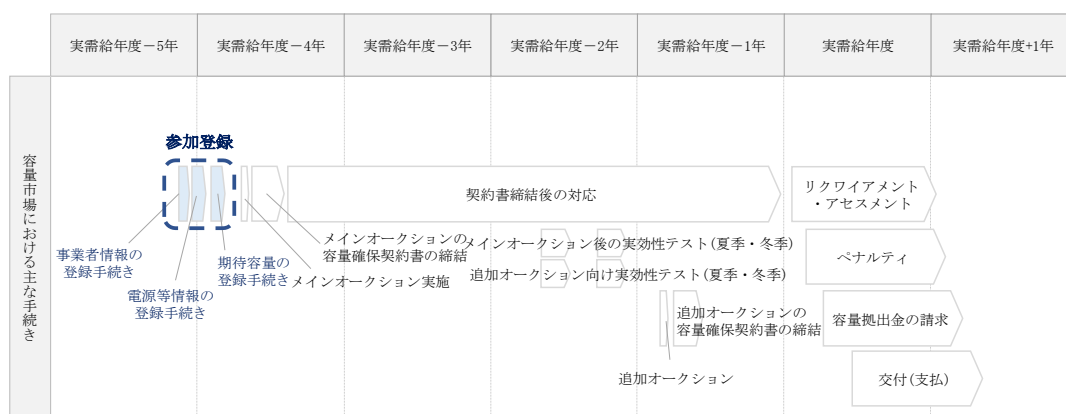 実需給年度－5年
実需給年度－4年
実需給年度－3年
実需給年度－2年
実需給年度－1年
実需給年度
実需給年度+1年
容量市場における主な手続き
参加登録
契約書締結後の対応
リクワイアメント
・アセスメント
事業者情報の
登録手続き
電源等情報の
登録手続き
期待容量の
登録手続き
メインオークションの
容量確保契約書の締結
メインオークション実施
メインオークション後の実効性テスト(夏季・冬季)
追加オークション向け実効性テスト(夏季・冬季)
ペナルティ
追加オークションの
容量確保契約書の締結
追加オークション
容量拠出金の請求
交付(支払)